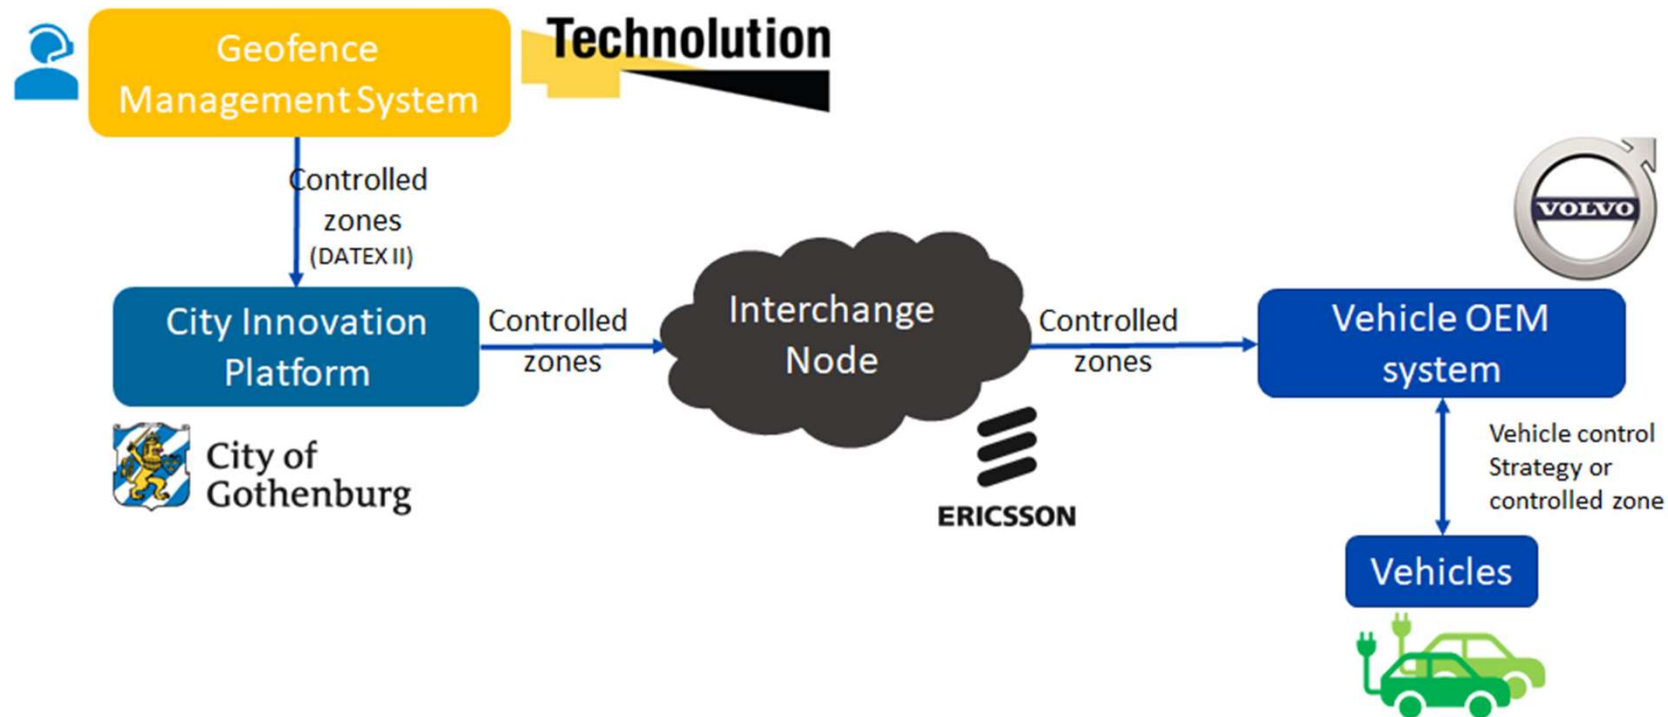 Geofence
Management System
Technolution
Controlled
zones
(DATEX II)
VOLVO
City Innovation
Platform
Controlled
zones
Interchange
Node
Controlled
zones
Vehicle OEM
system
City of
Gothenburg
ERICSSON
Vehicle control
Strategy or
controlled zone
Vehicles